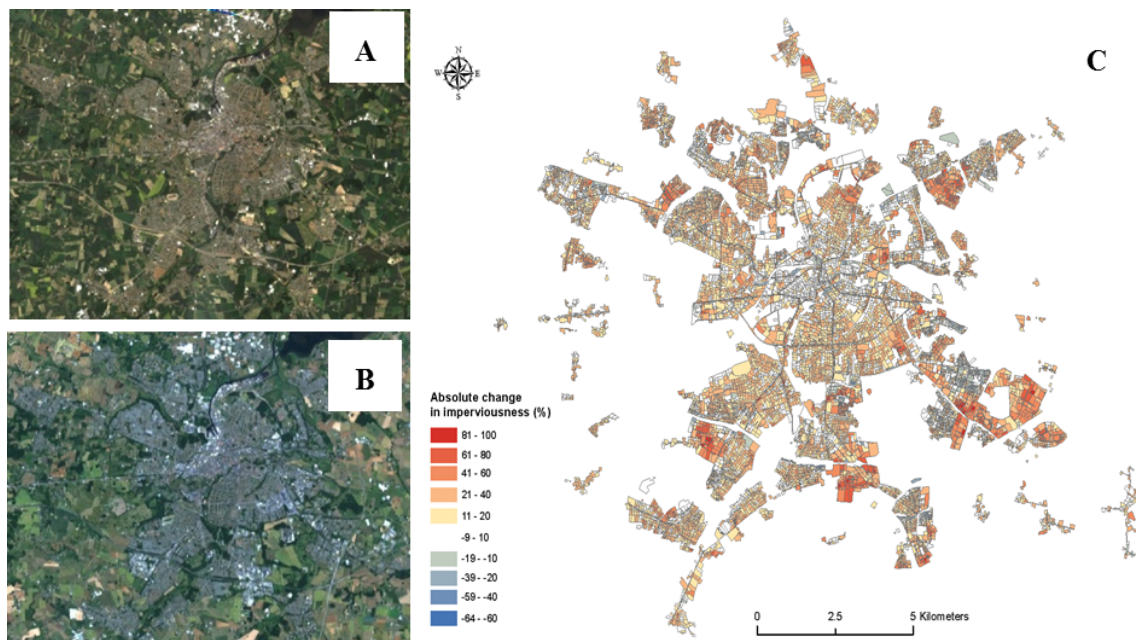 A
B
C
N
W E
S
Absolute change
in imperviousness (%)
81 - 100
61 - 80
41 - 60
21 - 40
11 - 20
-9 - 10
-19 - -10
-39 - -20
-59 - -40
-64 - -60
0 2.5 5 Kilometers